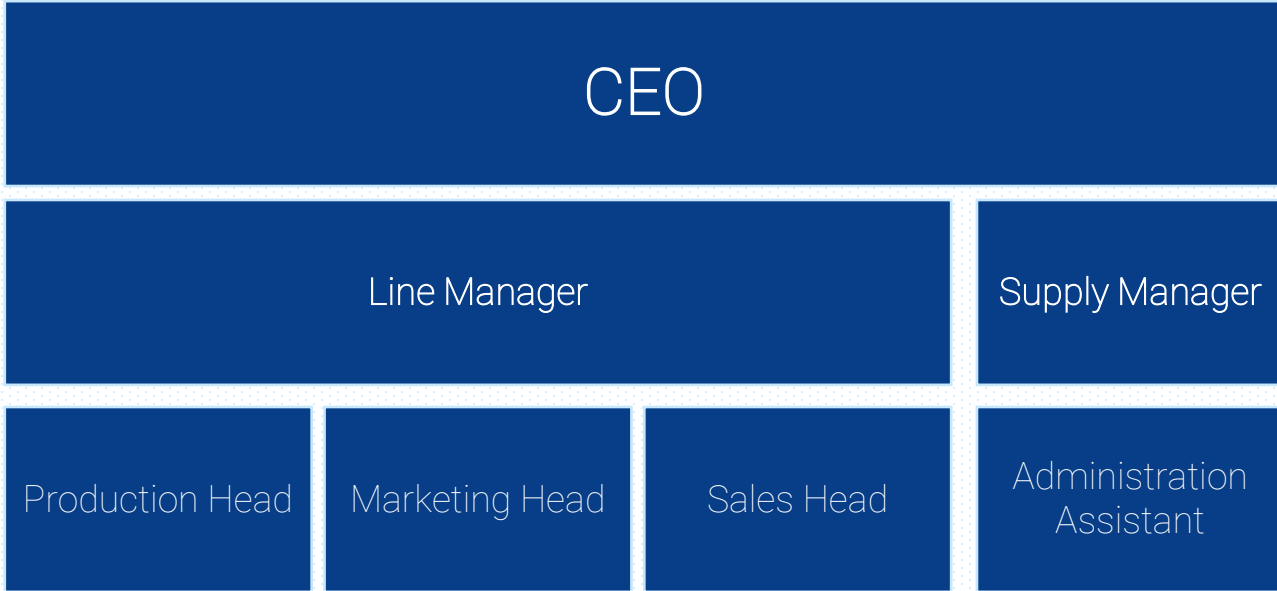 CEO
Line Manager
Supply Manager
Production Head
Marketing Head
Sales Head
Administration
Assistant